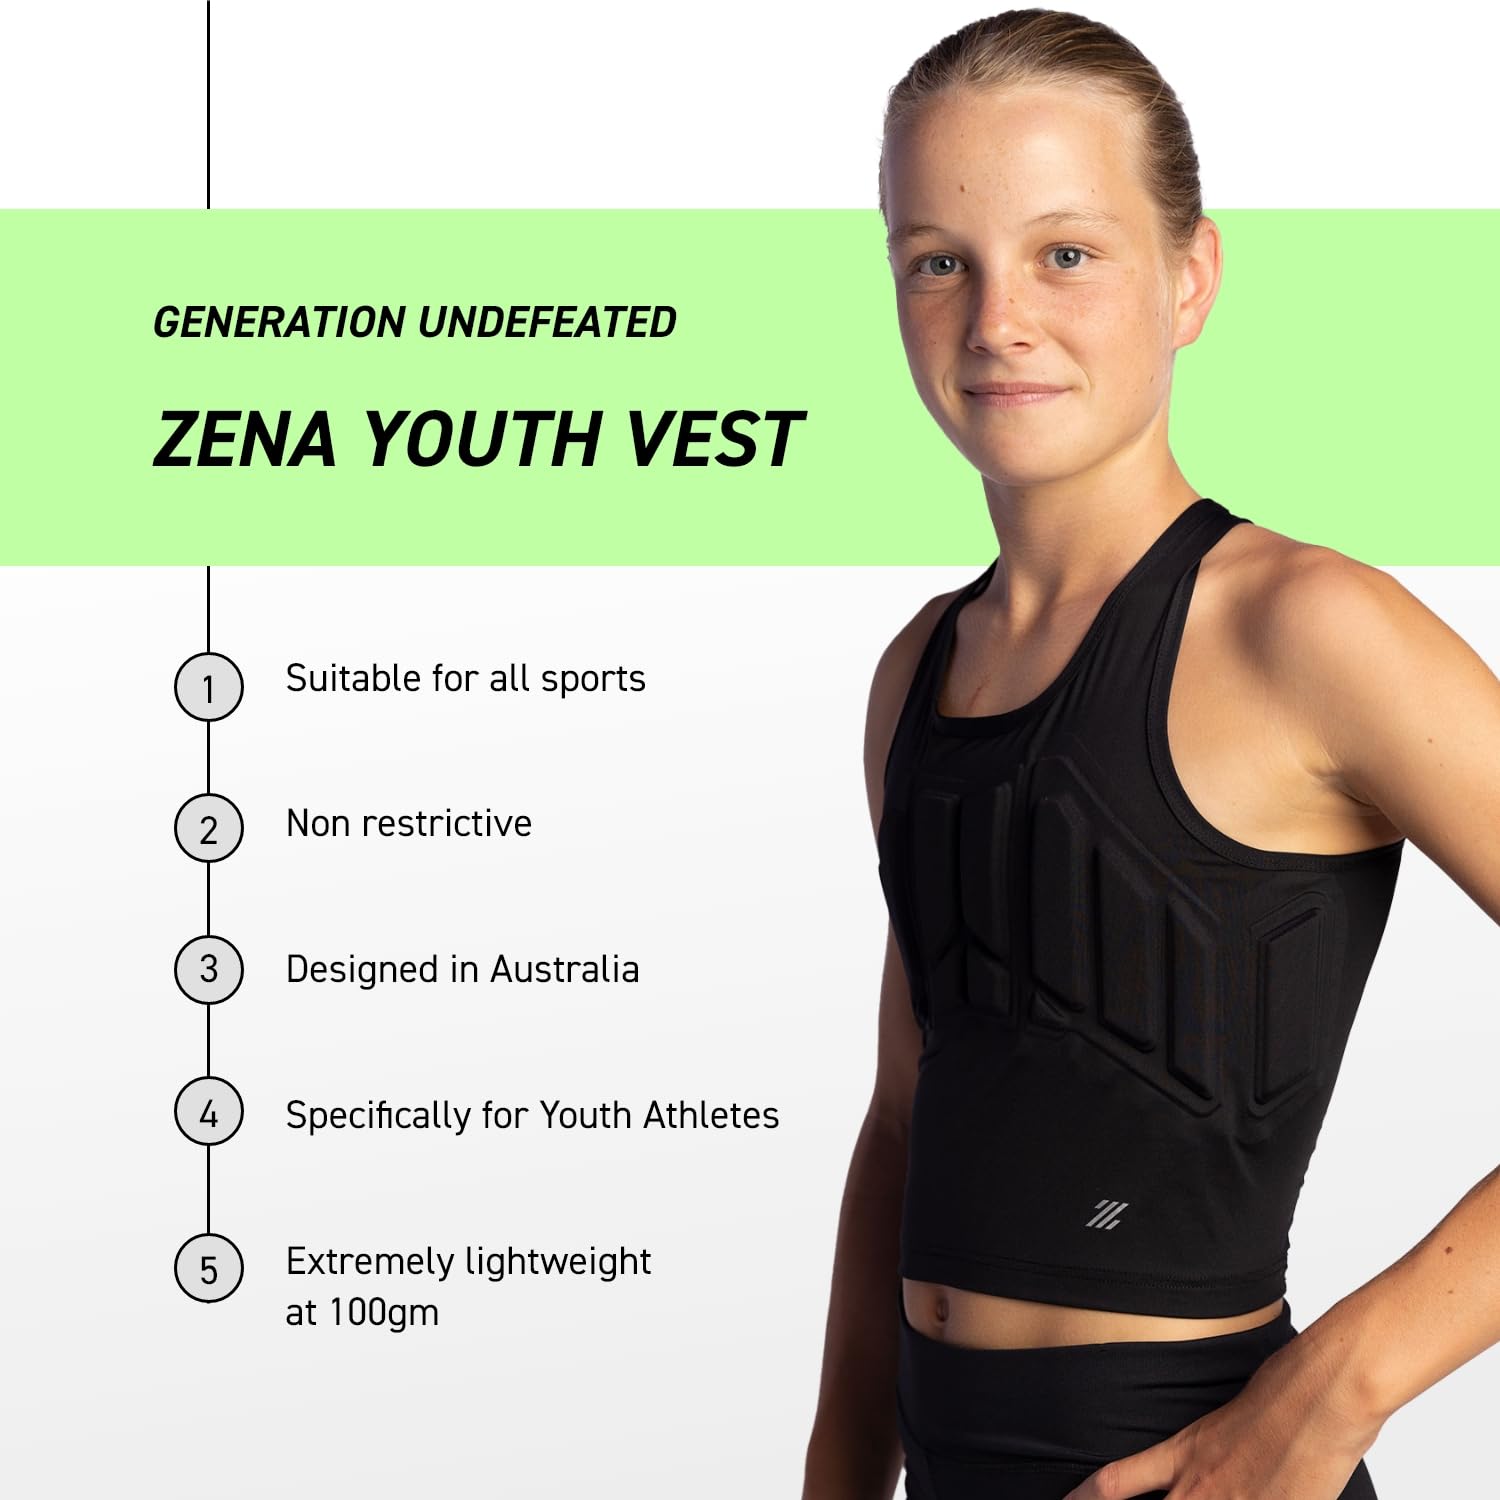 GENERATION UNDEFEATED
ZENA YOUTH VEST
1 Suitable for all sports
2 Non restrictive
3 Designed in Australia
4 Specifically for Youth Athletes
5 Extremely lightweight
at 100gm